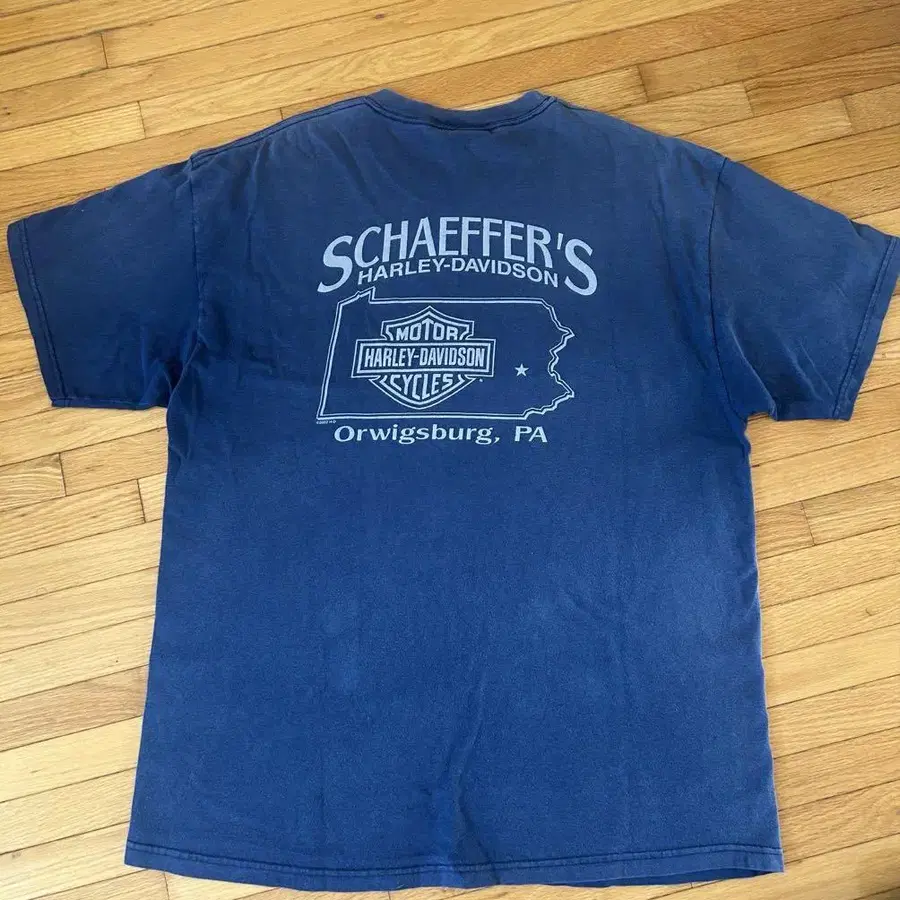 SCHAEFFER'S
HARLEY-DAVIDSON
MOTOR
HARLEY-DAVIDSON
CYCLES
Orwigsburg, PA